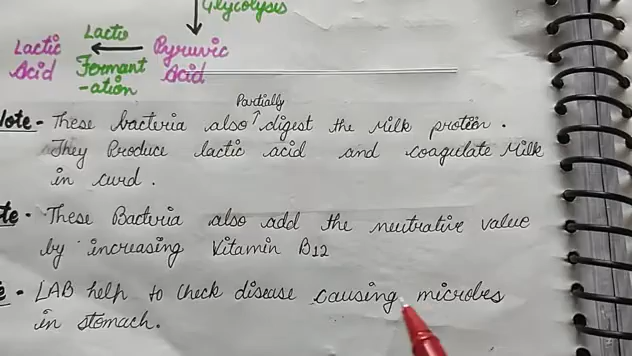 Glycolysis
Lactic Lacto Pyruvic
Acid Formant Acid
-ation
Note - These bacteria also Partially digest the Milk protein.
They Produce lactic acid and coagulate Milk
in curd.
te - These Bacteria also add the neutrative value
by increasing Vitamin B12
e - LAB help to check disease causing microbes
in stomach.